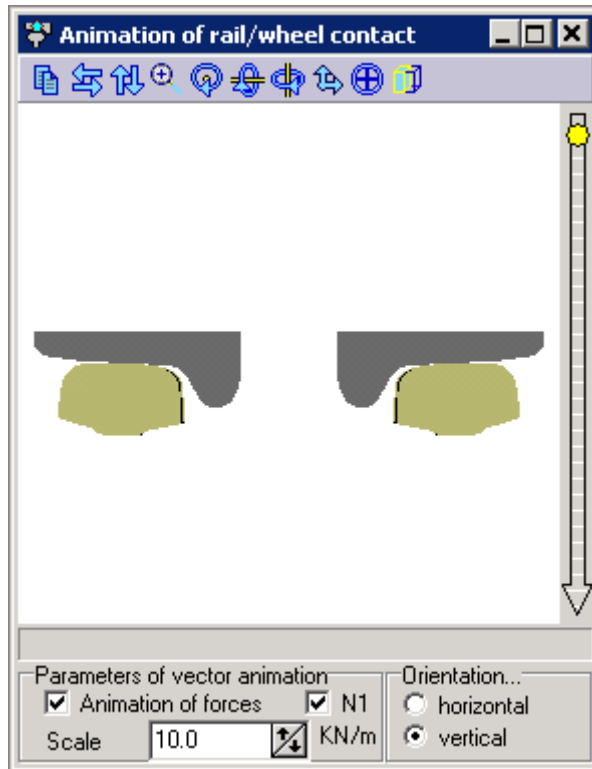 Animation of rail/wheel contact
Parameters of vector animation
Animation of forces N1
Scale 10.0 KN/m
Orientation...
horizontal
vertical